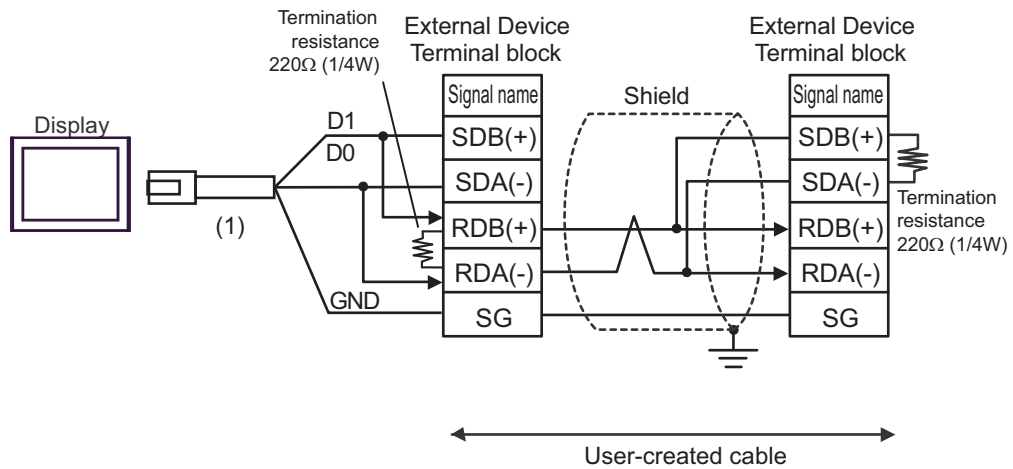 Termination
resistance
220Ω (1/4W)
External Device
Terminal block
External Device
Terminal block
Display
(1)
D1
D0
GND
Signal name
SDB(+)
SDA(-)
RDB(+)
RDA(-)
SG
Shield
Signal name
SDB(+)
SDA(-)
RDB(+)
RDA(-)
SG
Termination
resistance
220Ω (1/4W)
User-created cable